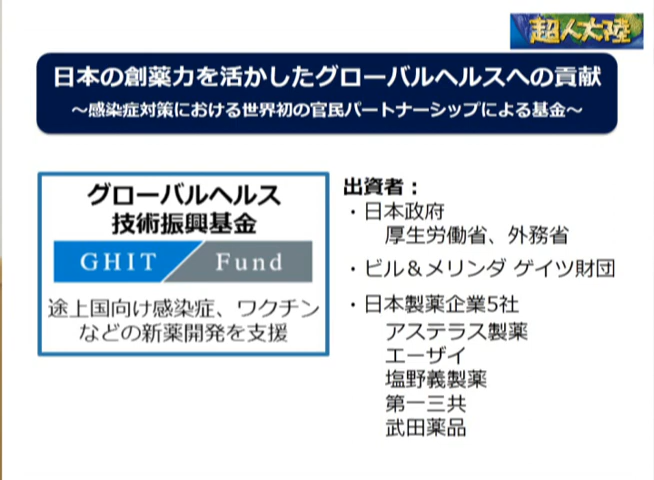 超人大陸
日本の創薬力を活かしたグローバルヘルスへの貢献
～感染症対策における世界初の官民パートナーシップによる基金～
グローバルヘルス
技術振興基金
GHIT Fund
途上国向け感染症、ワクチン
などの新薬開発を支援
出資者：
・日本政府
厚生労働省、外務省
・ビル＆メリンダ ゲイツ財団
・日本製薬企業5社
アステラス製薬
エーザイ
塩野義製薬
第一三共
武田薬品